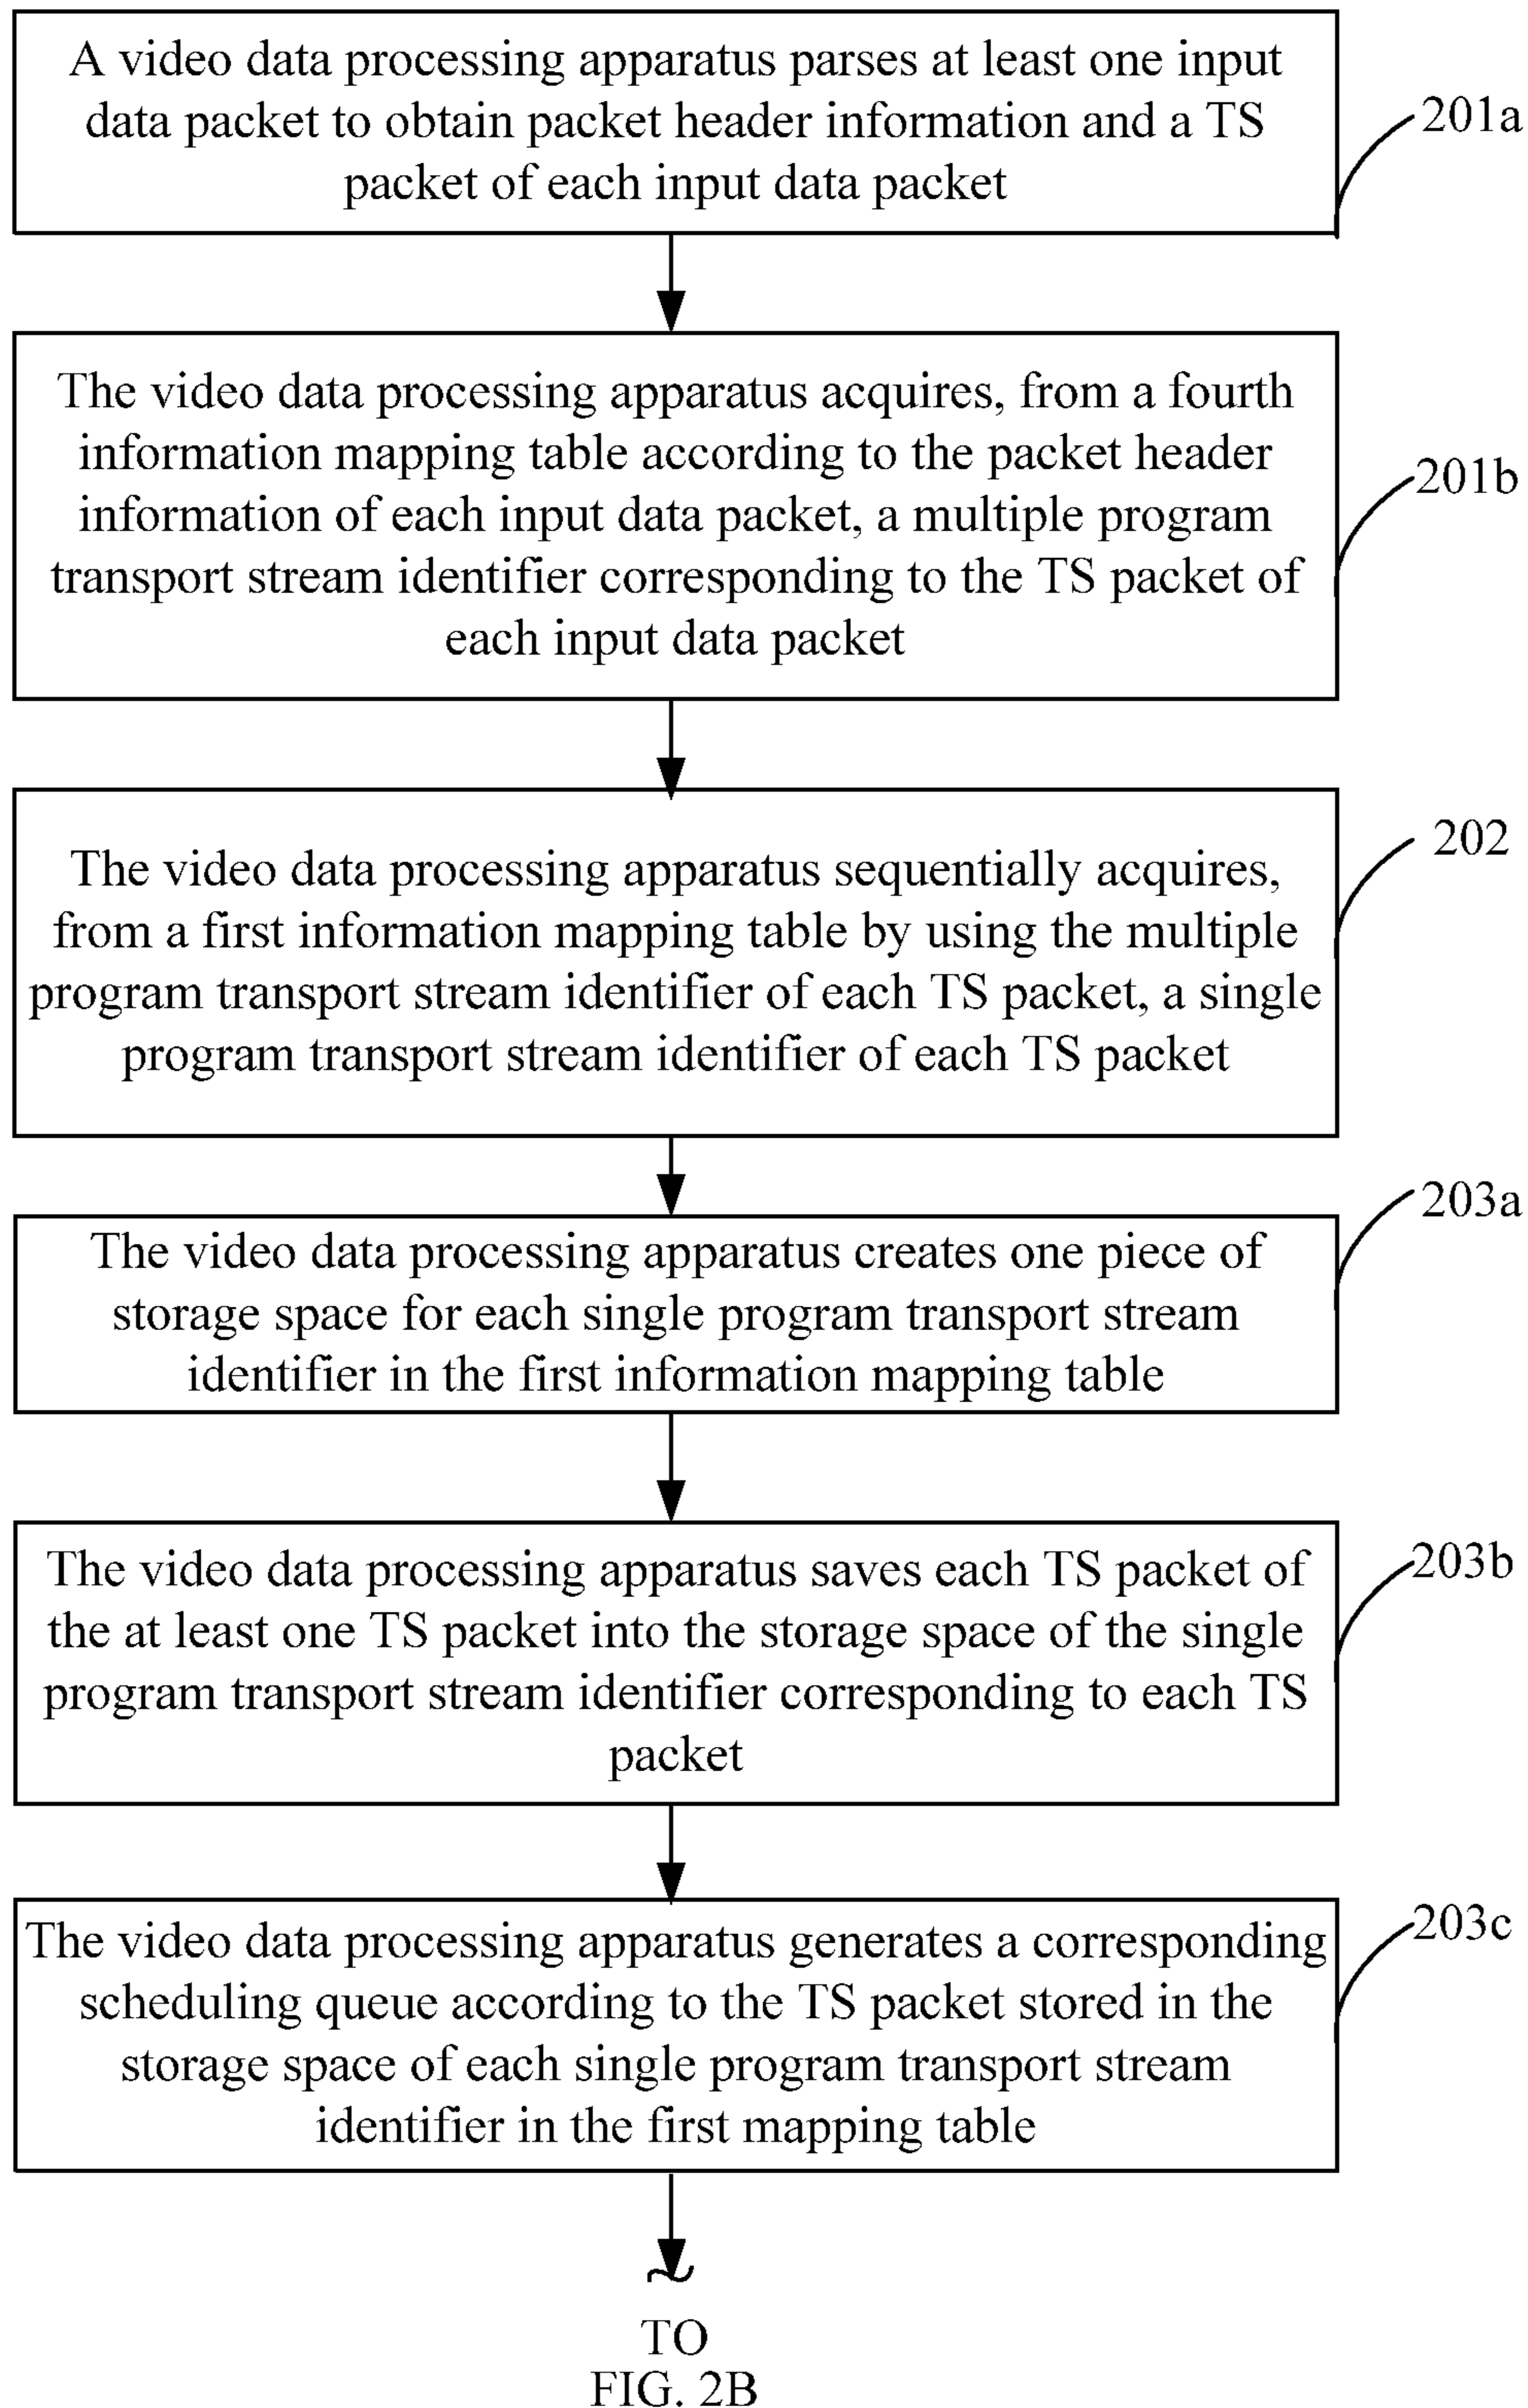 A video data processing apparatus parses at least one input
data packet to obtain packet header information and a TS
packet of each input data packet
201a
The video data processing apparatus acquires, from a fourth
information mapping table according to the packet header
information of each input data packet, a multiple program
transport stream identifier corresponding to the TS packet of
each input data packet
201b
The video data processing apparatus sequentially acquires,
from a first information mapping table by using the multiple
program transport stream identifier of each TS packet, a single
program transport stream identifier of each TS packet
202
The video data processing apparatus creates one piece of
storage space for each single program transport stream
identifier in the first information mapping table
203a
The video data processing apparatus saves each TS packet of
the at least one TS packet into the storage space of the single
program transport stream identifier corresponding to each TS
packet
203b
The video data processing apparatus generates a corresponding
scheduling queue according to the TS packet stored in the
storage space of each single program transport stream
identifier in the first mapping table
203c
TO
FIG. 2B